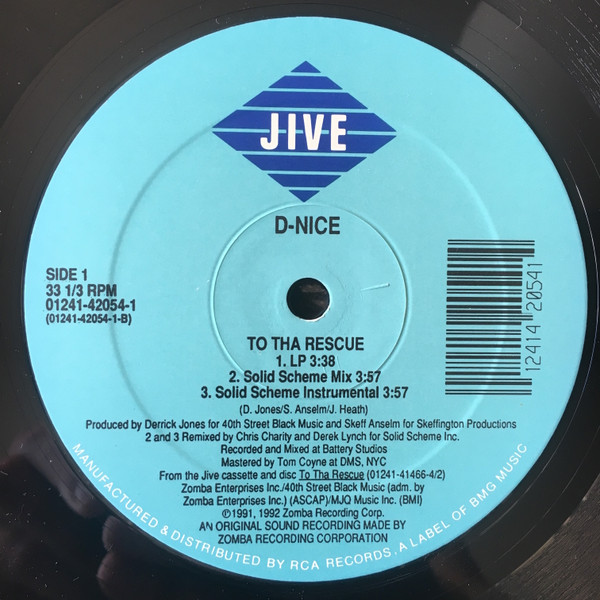 JIVE
D-NICE
SIDE 1
33 1/3 RPM
01241-42054-1
(01241-42054-1-B)
12414 20541
TO THA RESCUE
1. LP 3:38
2. Solid Scheme Mix 3:57
3. Solid Scheme Instrumental 3:57
(D. Jones/S. Anselm/J. Heath)
Produced by Derrick Jones for 40th Street Black Music and Skeff Anselm for Skeffington Productions
2 and 3 Remixed by Chris Charity and Derek Lynch for Solid Scheme Inc.
Recorded and Mixed at Battery Studios
Mastered by Tom Coyne at DMS, NYC
From the Jive cassette and disc To Tha Rescue (01241-41466-4/2)
Zomba Enterprises Inc./40th Street Black Music (adm. by
Zomba Enterprises Inc.) (ASCAP)/MJQ Music Inc. (BMI)
©1991, 1992 Zomba Recording Corp.
AN ORIGINAL SOUND RECORDING MADE BY
ZOMBA RECORDING CORPORATION
MANUFACTURED & DISTRIBUTED BY RCA RECORDS, A LABEL OF BMG MUSIC